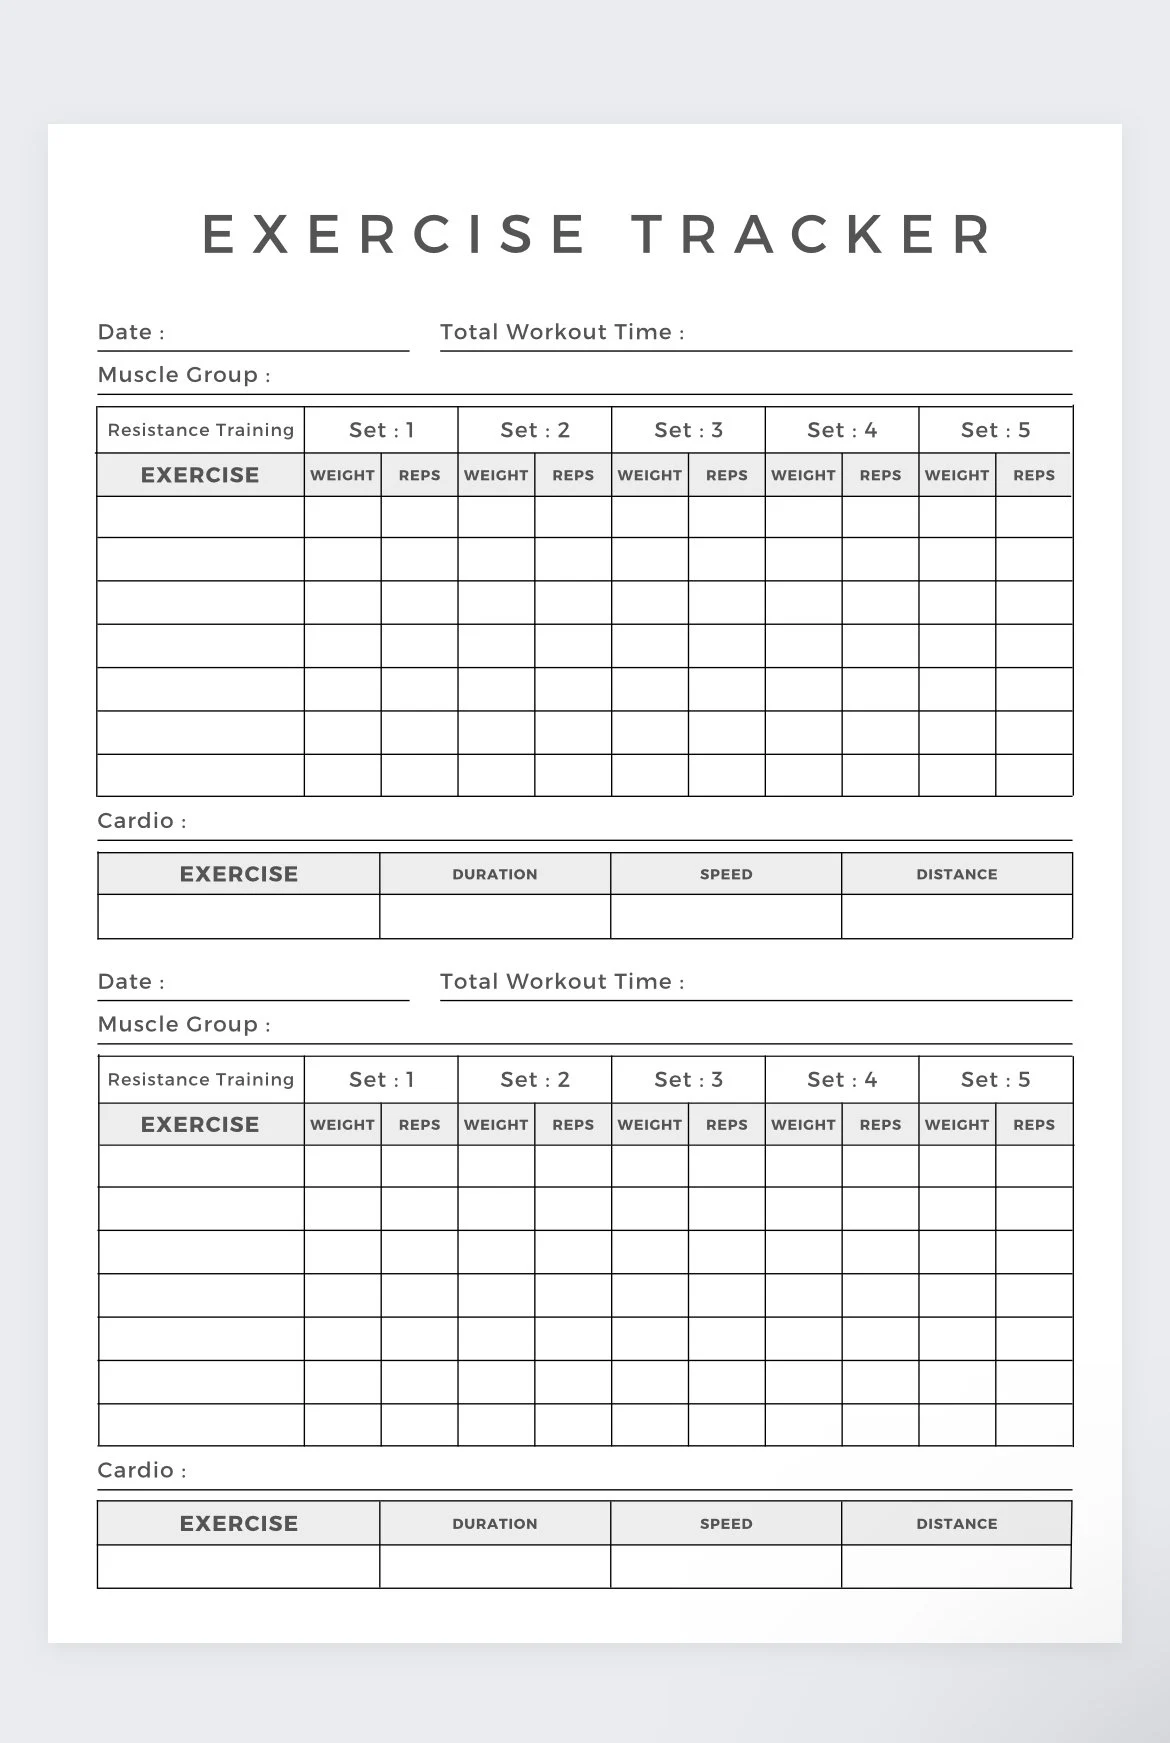 EXERCISE TRACKER
Date :
Total Workout Time :
Muscle Group :
Resistance Training Set : 1 Set : 2 Set : 3 Set : 4 Set : 5
EXERCISE WEIGHT REPS WEIGHT REPS WEIGHT REPS WEIGHT REPS WEIGHT REPS
Cardio :
EXERCISE DURATION SPEED DISTANCE
Date :
Total Workout Time :
Muscle Group :
Resistance Training Set : 1 Set : 2 Set : 3 Set : 4 Set : 5
EXERCISE WEIGHT REPS WEIGHT REPS WEIGHT REPS WEIGHT REPS WEIGHT REPS
Cardio :
EXERCISE DURATION SPEED DISTANCE